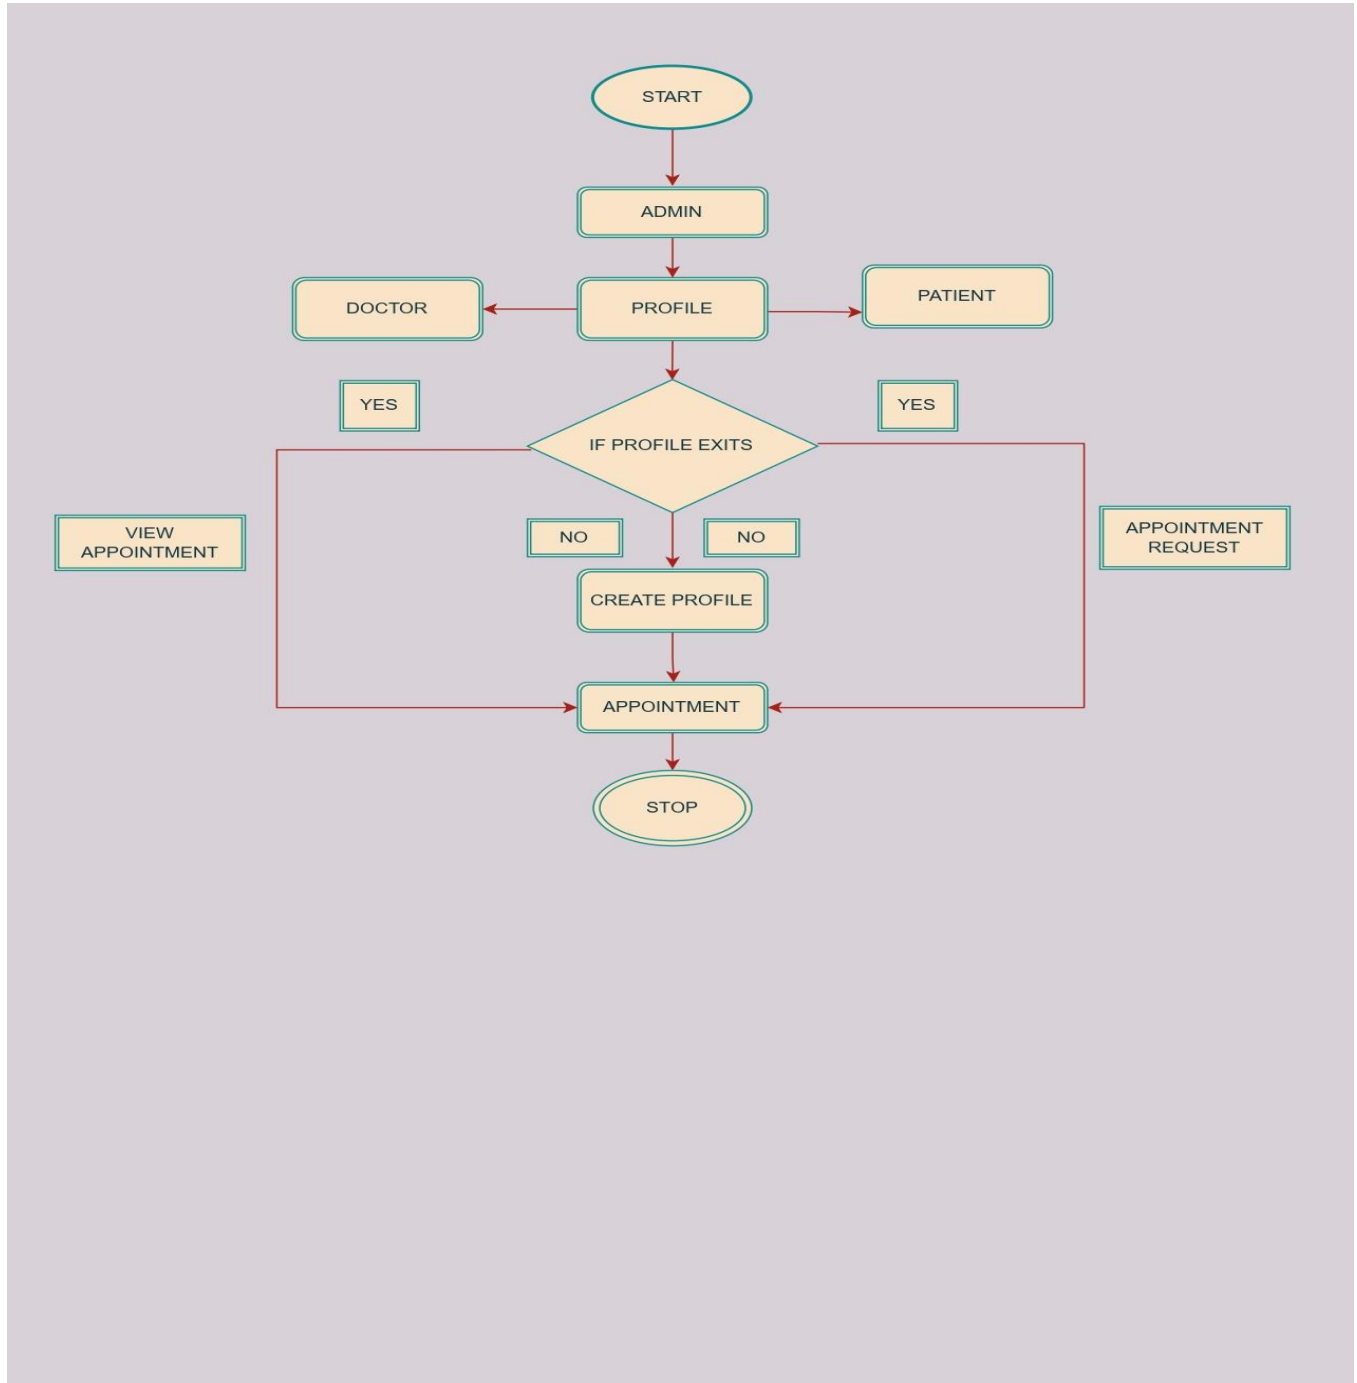 START
ADMIN
DOCTOR
PROFILE
PATIENT
YES
IF PROFILE EXITS
YES
VIEW
APPOINTMENT
NO
NO
APPOINTMENT
REQUEST
CREATE PROFILE
APPOINTMENT
STOP